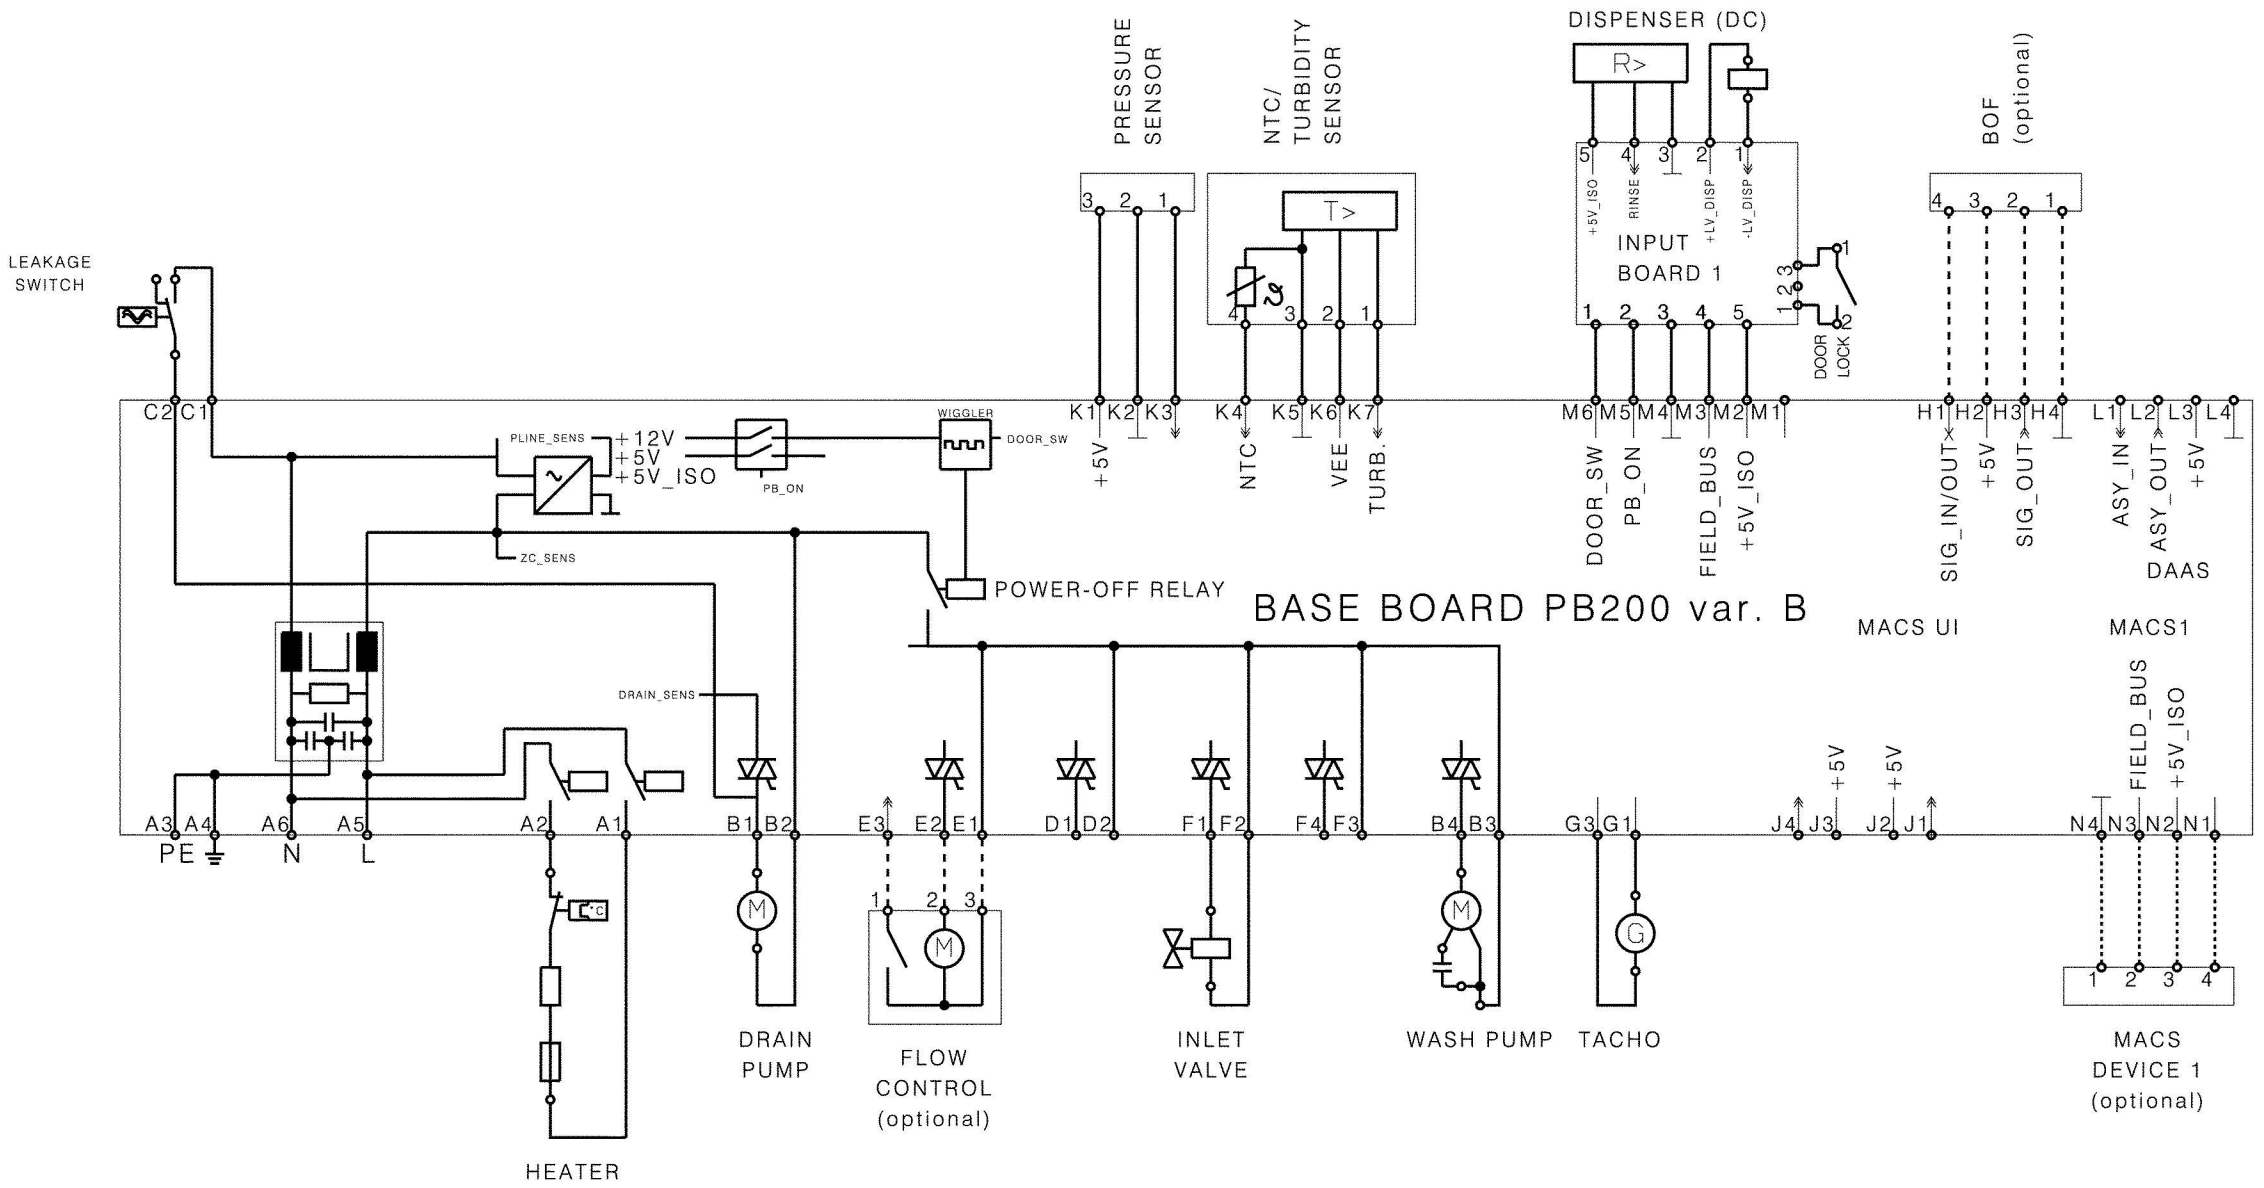 DISPENSER (DC)
PRESSURE
SENSOR
NTC/
TURBIDITY
SENSOR
R>
BOF
(optional)
5 4 3 2 1
+5V_ISO
RINSE
+LV_DISP
-LV_DISP
INPUT
BOARD 1
3 2 1
T>
4 3 2 1
4 3 2 1
LEAKAGE
SWITCH
3 2 1
1
2
DOOR
LOCK
1 2 3 4 5
C2 C1
K1 K2 K3
K4 K5 K6 K7
M6 M5 M4 M3 M2 M1
H1 H2 H3 H4
L1 L2 L3 L4
WIGGLER
PLINE_SENS
+12V
+5V
+5V_ISO
PB_ON
DOOR_SW
+5V
NTC
VEE
TURB.
DOOR_SW
PB_ON
FIELD_BUS
+5V_ISO
SIG_IN/OUT
+5V
SIG_OUT
ASY_IN
ASY_OUT
+5V
ZC_SENS
DAAS
POWER-OFF RELAY
BASE BOARD PB200 var. B
MACS UI
MACS1
DRAIN_SENS
+5V
+5V
FIELD_BUS
+5V_ISO
A3 A4 A6 A5 A2 A1 B1 B2 E3 E2 E1 D1 D2 F1 F2 F4 F3 B4 B3 G3 G1 J4 J3 J2 J1 N4 N3 N2 N1
PE N L
°C
M
1 2 3
M
M
G
1 2 3 4
DRAIN
PUMP
FLOW
CONTROL
(optional)
INLET
VALVE
WASH PUMP
TACHO
MACS
DEVICE 1
(optional)
HEATER